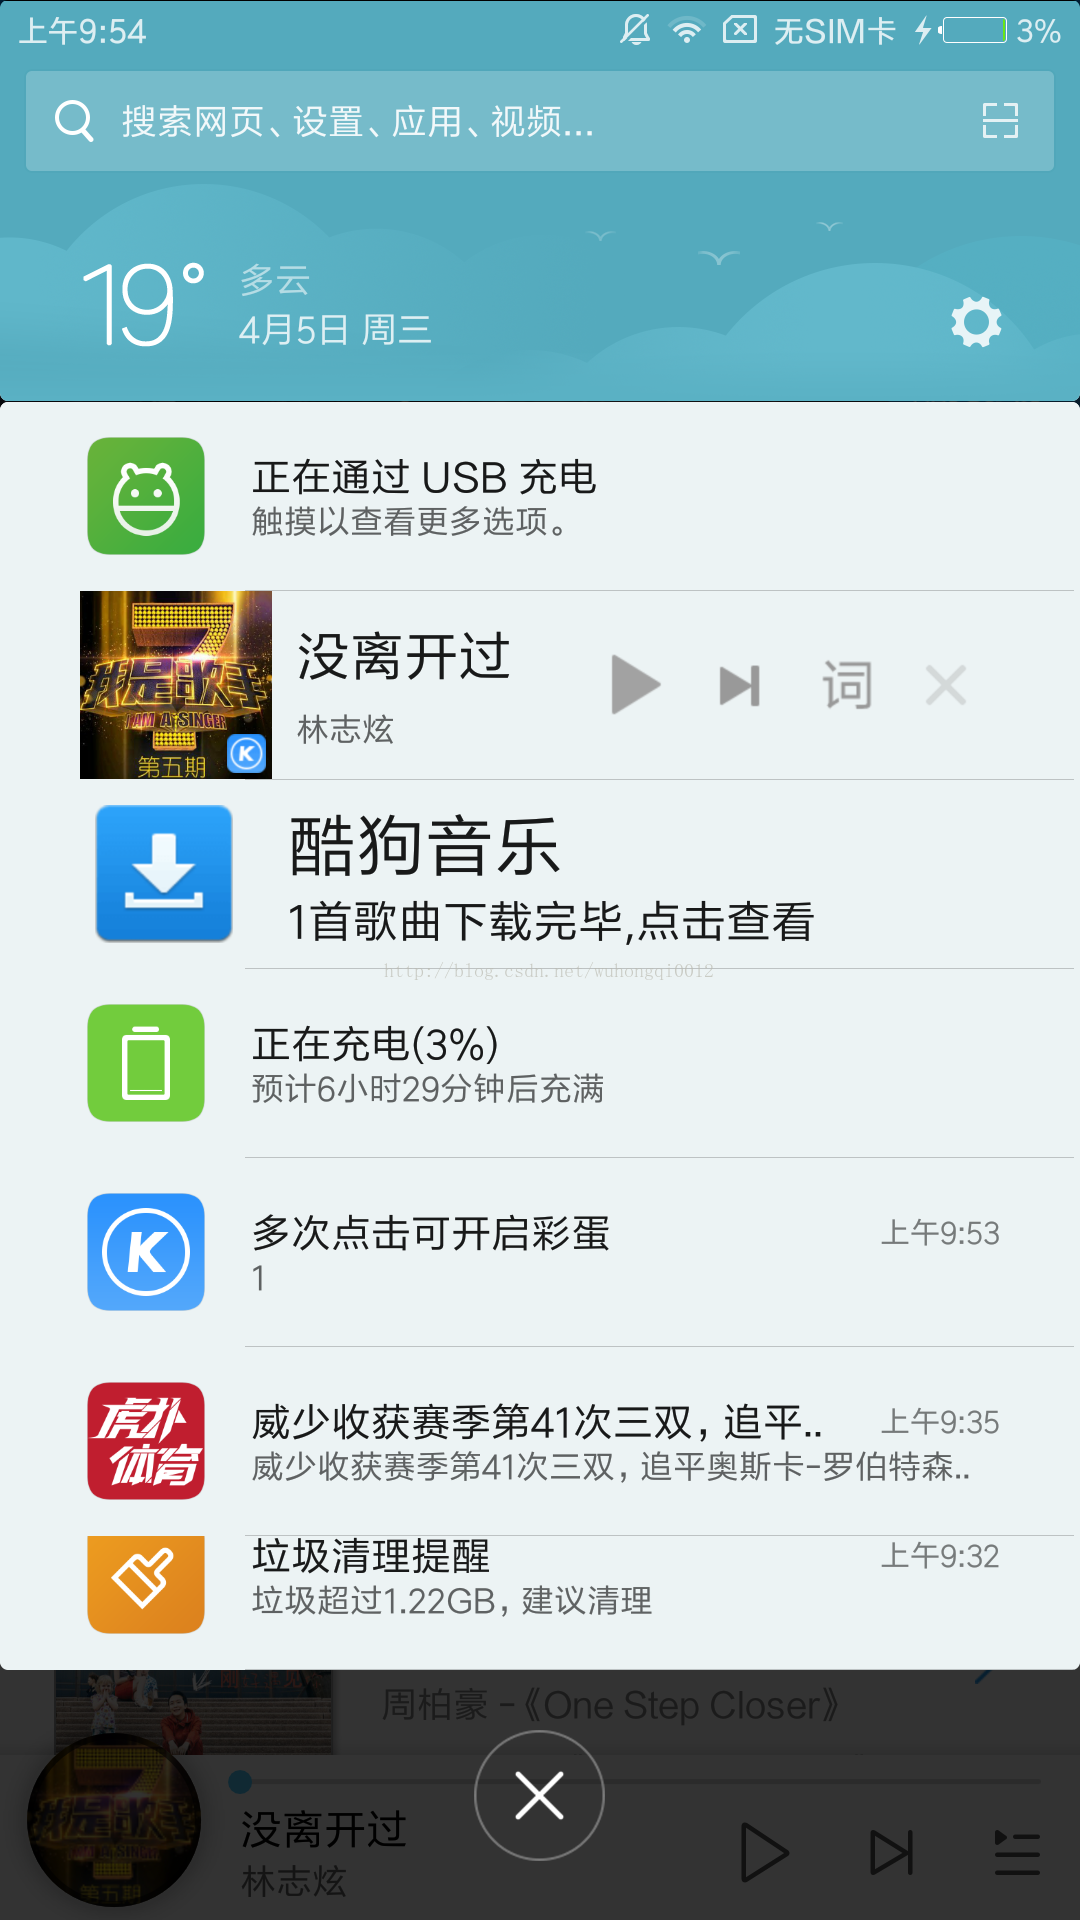 上午9:54
无SIM卡
3%
搜索网页、设置、应用、视频...
19°
多云
4月5日 周三
正在通过 USB 充电
触摸以查看更多选项。
我是歌手
I AM A SINGER
第五期
K
没离开过
林志炫
词
酷狗音乐
1首歌曲下载完毕,点击查看
http://blog.csdn.net/wuhongqi0012
正在充电(3%)
预计6小时29分钟后充满
K
多次点击可开启彩蛋
上午9:53
1
虎扑
体育
威少收获赛季第41次三双，追平..
上午9:35
威少收获赛季第41次三双，追平奥斯卡-罗伯特森..
垃圾清理提醒
上午9:32
垃圾超过1.22GB，建议清理
周柏豪 -《One Step Closer》
我是歌手
I AM A SINGER
第五期
没离开过
林志炫